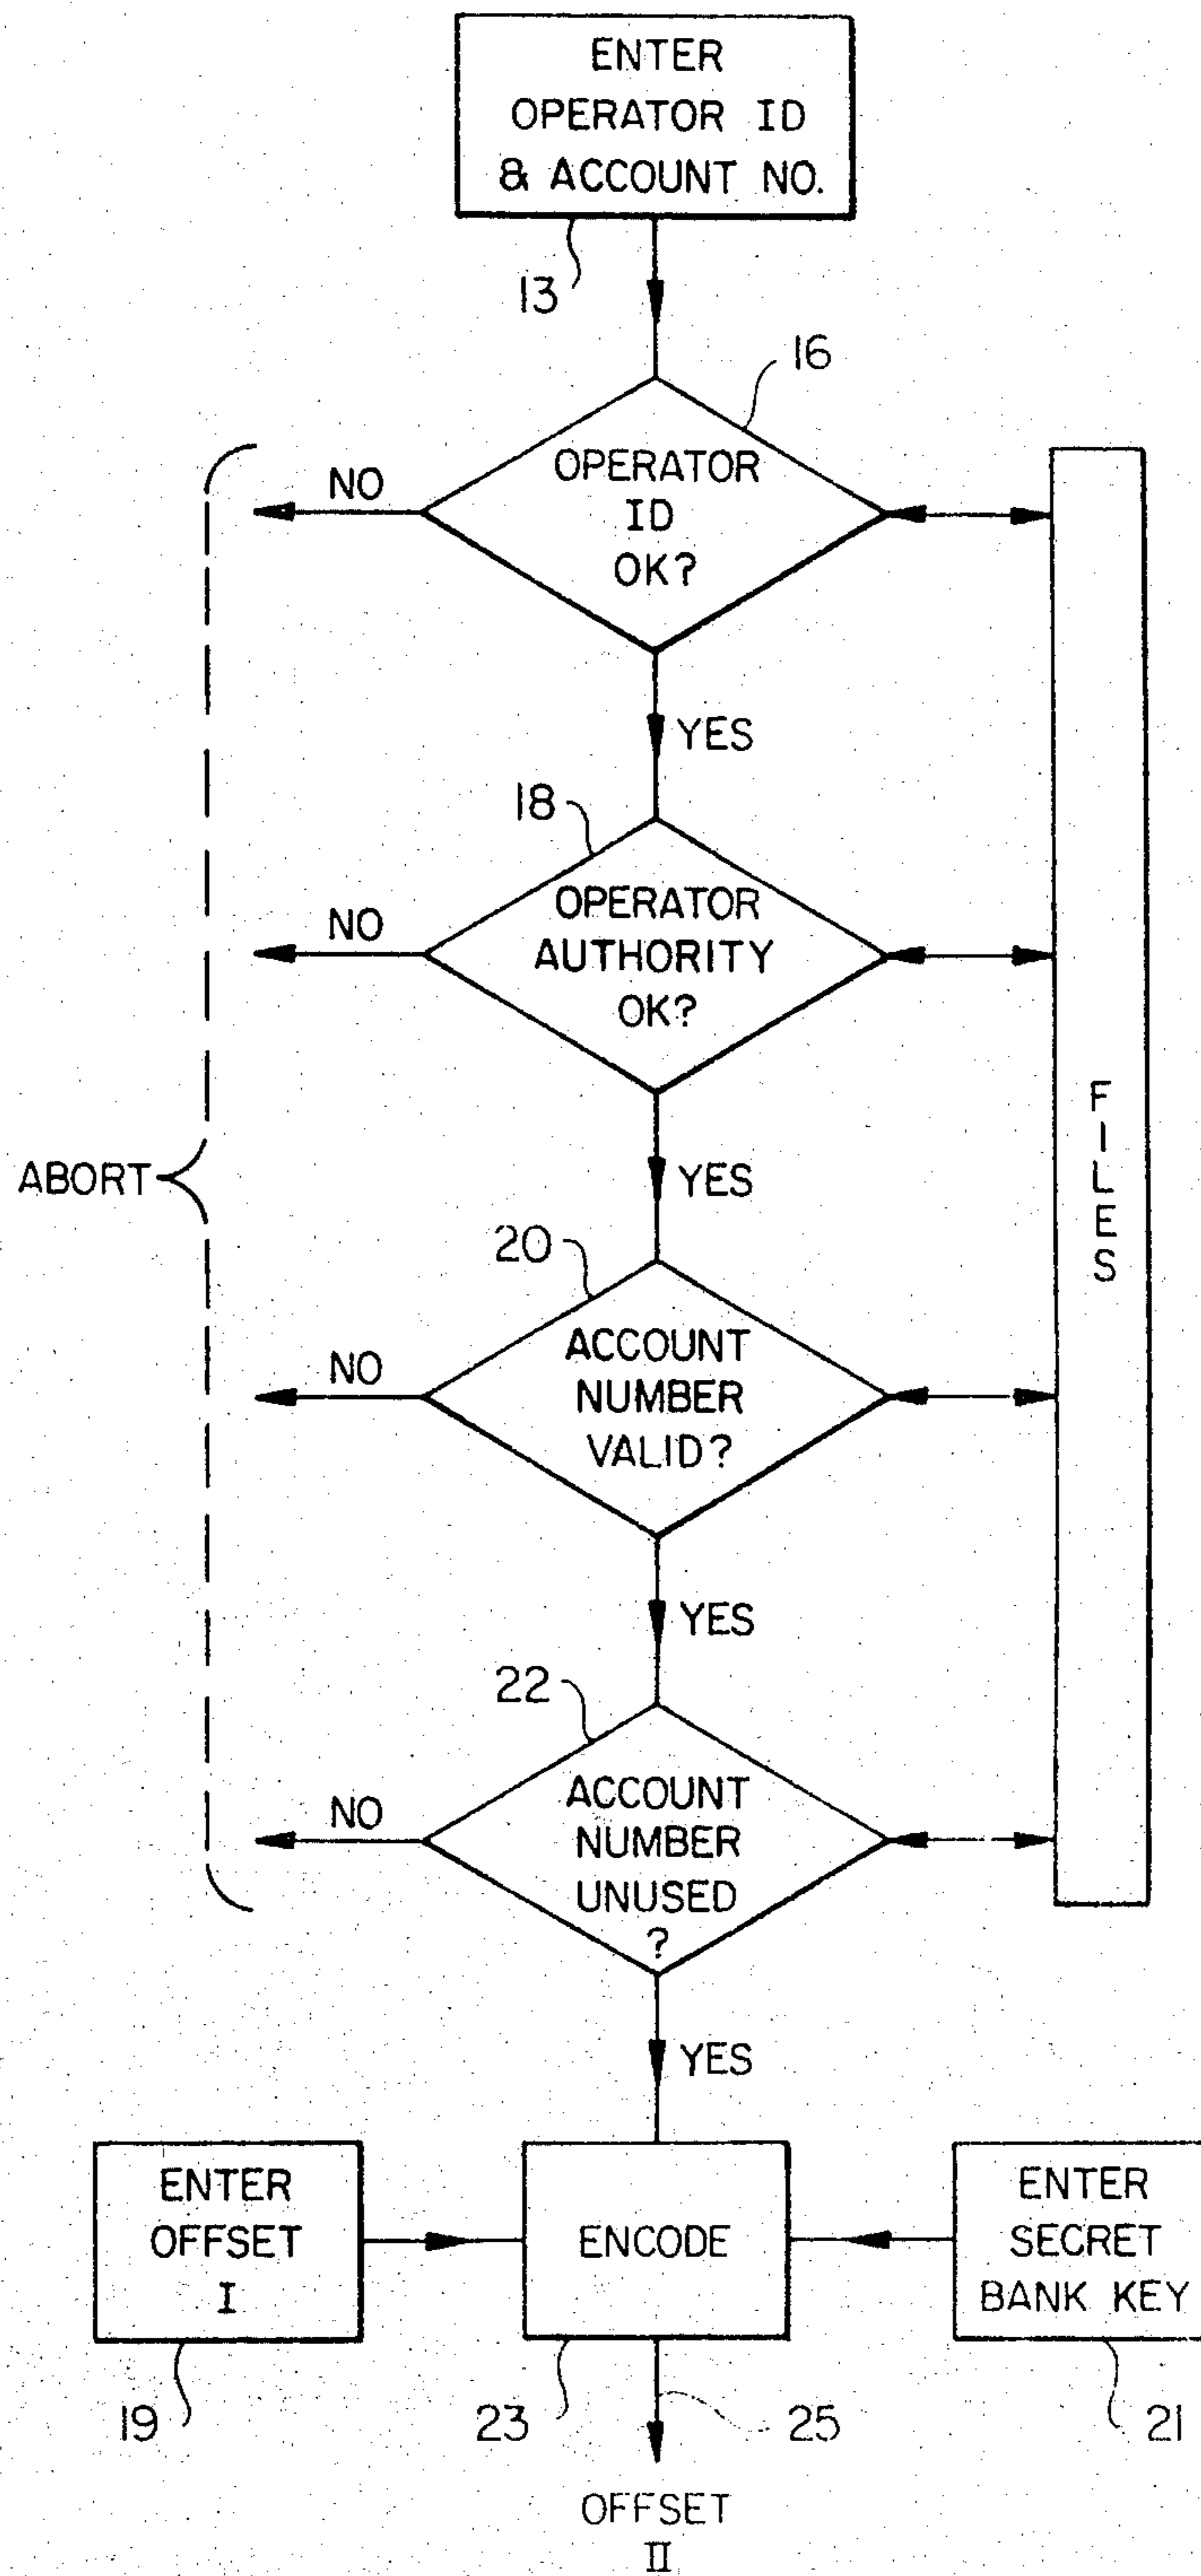 ENTER
OPERATOR ID
& ACCOUNT NO.
13
16
OPERATOR
ID
OK?
NO
YES
18
OPERATOR
AUTHORITY
OK?
NO
FILES
ABORT
YES
20
ACCOUNT
NUMBER
VALID?
NO
YES
22
ACCOUNT
NUMBER
UNUSED
?
NO
YES
ENTER
OFFSET
I
ENCODE
ENTER
SECRET
BANK KEY
19
23
25
21
OFFSET
II